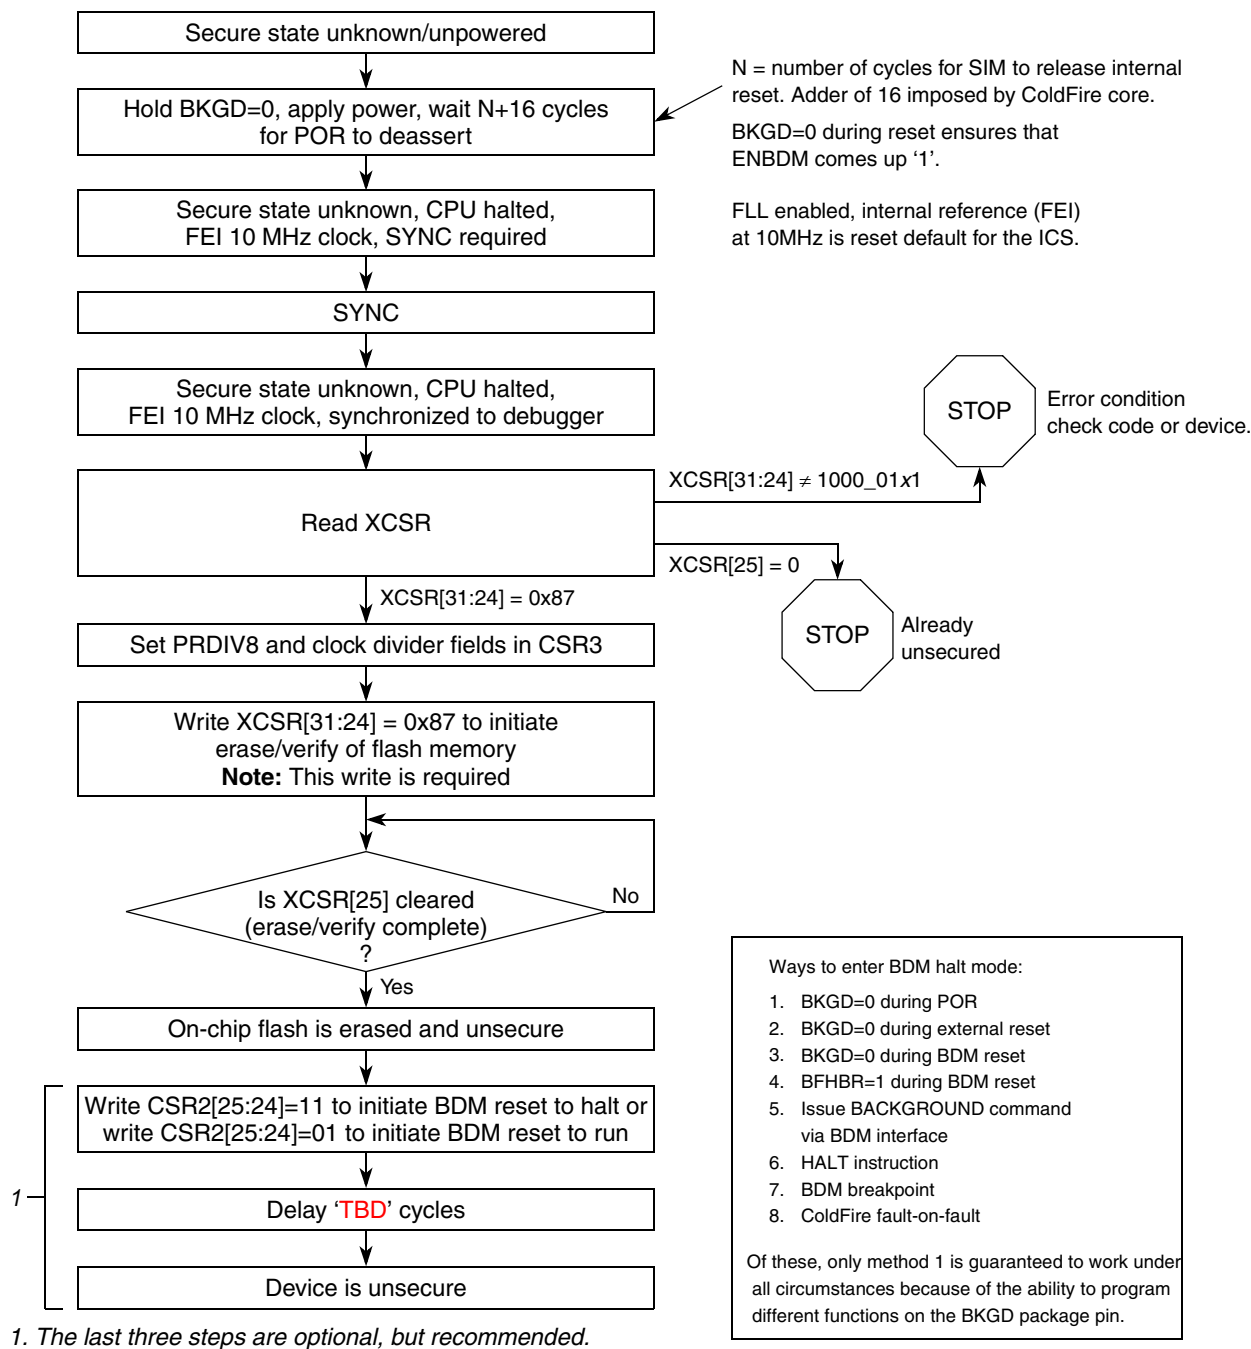 Secure state unknown/unpowered
Hold BKGD=0, apply power, wait N+16 cycles
for POR to deassert
N = number of cycles for SIM to release internal
reset. Adder of 16 imposed by ColdFire core.
BKGD=0 during reset ensures that
ENBDM comes up ‘1’.
FLL enabled, internal reference (FEI)
at 10MHz is reset default for the ICS.
Secure state unknown, CPU halted,
FEI 10 MHz clock, SYNC required
SYNC
Secure state unknown, CPU halted,
FEI 10 MHz clock, synchronized to debugger
Read XCSR
XCSR[31:24] ≠ 1000_01x1
STOP
Error condition
check code or device.
XCSR[25] = 0
STOP
Already
unsecured
XCSR[31:24] = 0x87
Set PRDIV8 and clock divider fields in CSR3
Write XCSR[31:24] = 0x87 to initiate
erase/verify of flash memory
Note: This write is required
Is XCSR[25] cleared
(erase/verify complete)
?
No
Yes
On-chip flash is erased and unsecure
1
Write CSR2[25:24]=11 to initiate BDM reset to halt or
write CSR2[25:24]=01 to initiate BDM reset to run
Delay ‘TBD’ cycles
Device is unsecure
1. The last three steps are optional, but recommended.
Ways to enter BDM halt mode:
1. BKGD=0 during POR
2. BKGD=0 during external reset
3. BKGD=0 during BDM reset
4. BFHBR=1 during BDM reset
5. Issue BACKGROUND command
via BDM interface
6. HALT instruction
7. BDM breakpoint
8. ColdFire fault-on-fault
Of these, only method 1 is guaranteed to work under
all circumstances because of the ability to program
different functions on the BKGD package pin.